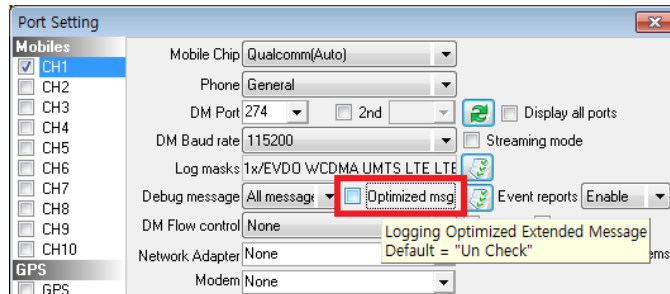 Port Setting
Mobiles
CH1
CH2
CH3
CH4
CH5
CH6
CH7
CH8
CH9
CH10
GPS
GPS
Mobile Chip Qualcomm(Auto)
Phone General
DM Port 274 2nd Display all ports
DM Baud rate 115200 Streaming mode
Log masks 1x/EVDO WCDMA UMTS LTE LTE
Debug message All message Optimized msg Event reports Enable
DM Flow control None
Logging Optimized Extended Message
Default = "Un Check"
Network Adapter None ems
Modem None